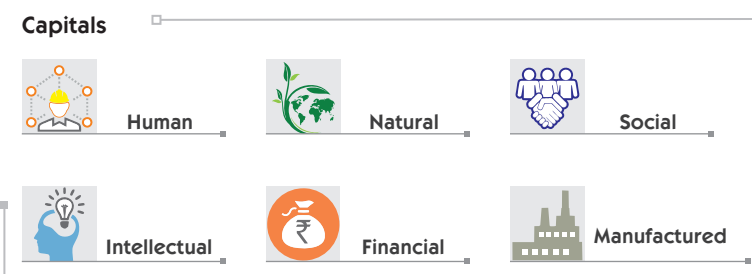 Capitals
Human
Natural
Social
₹
Intellectual
Financial
Manufactured